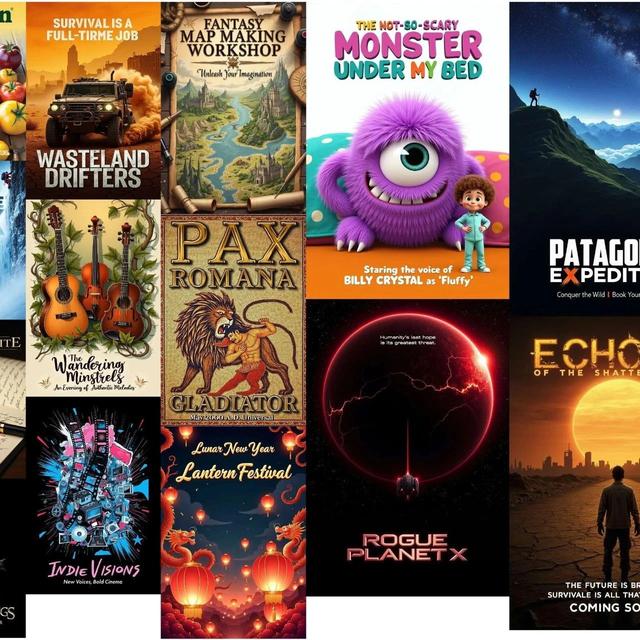 n
SURVIVAL IS A
FULL-TIRME JOB
WASTELAND
DRIFTERS
The
Wandering
Minstrels
An Evening of Authentic Melodies
INDIE VISIONS
New Voices, Bold Cinema
FANTASY
MAP MAKING
WORKSHOP
Unleash Your Imagination
PAX
ROMANA
GLADIATOR
Lunar New Year
Lantern Festival
THE NOT-SO-SCARY
MONSTER
UNDER MY BED
Staring the voice of
BILLY CRYSTAL as 'Fluffy'
Humanity's last hope
is its greatest threat.
ROGUE
PLANET X
PATAGO
EXPEDIT
Conquer the Wild | Book Your
ECHO
OF THE SHATTE
THE FUTURE IS BR
SURVIVALE IS ALL THAT
COMING SO
ITE
GS